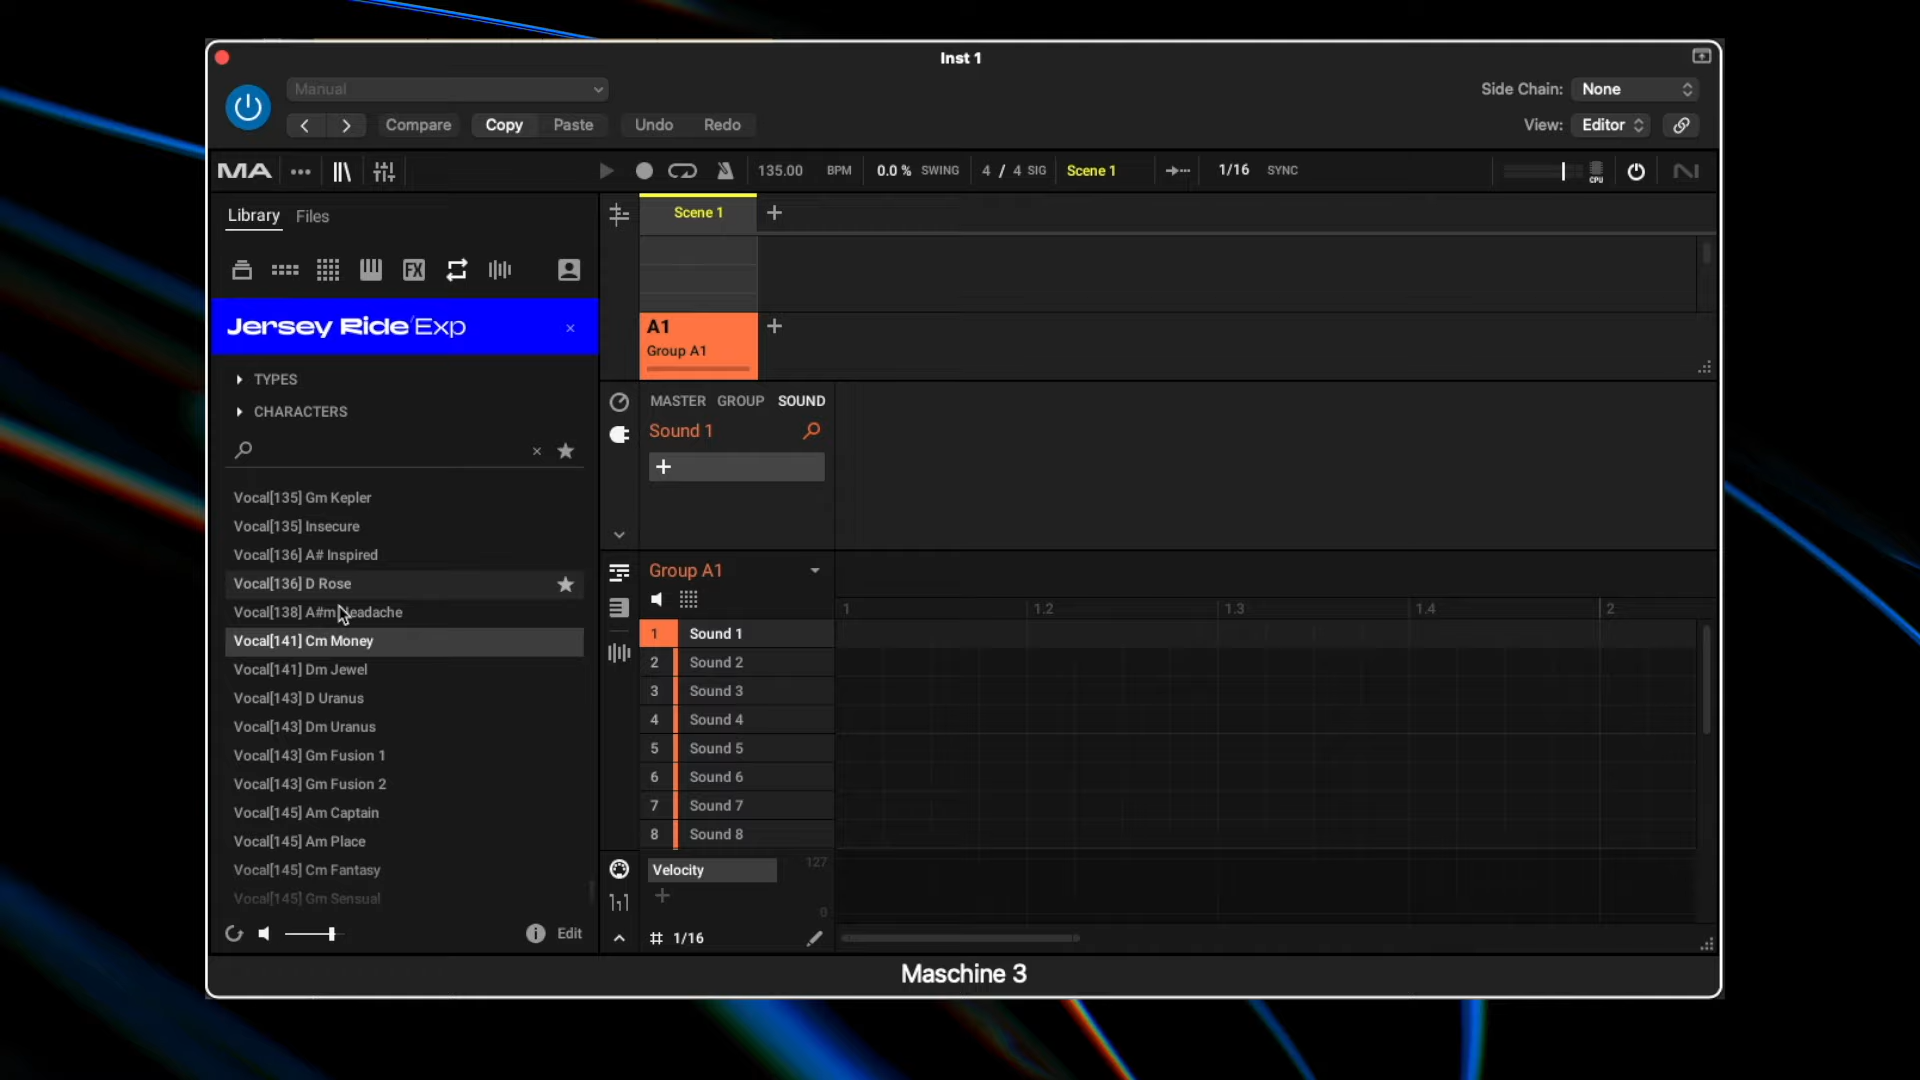 Inst 1
Manual
Side Chain: None
Compare Copy Paste Undo Redo
View: Editor
MA 135.00 BPM 0.0 % SWING 4 / 4 SIG Scene 1 1/16 SYNC CPU
Library Files
Scene 1 +
FX
Jersey Ride Exp ×
A1 +
Group A1
TYPES
CHARACTERS
MASTER GROUP SOUND
Sound 1
+
Vocal[135] Gm Kepler
Vocal[135] Insecure
Vocal[136] A# Inspired
Vocal[136] D Rose
Vocal[138] A#m Headache
Vocal[141] Cm Money
Vocal[141] Dm Jewel
Vocal[143] D Uranus
Vocal[143] Dm Uranus
Vocal[143] Gm Fusion 1
Vocal[143] Gm Fusion 2
Vocal[145] Am Captain
Vocal[145] Am Place
Vocal[145] Cm Fantasy
Vocal[145] Gm Sensual
Edit
Group A1
1 1.2 1.3 1.4 2
1 Sound 1
2 Sound 2
3 Sound 3
4 Sound 4
5 Sound 5
6 Sound 6
7 Sound 7
8 Sound 8
Velocity 127
+
0
1/16
Maschine 3